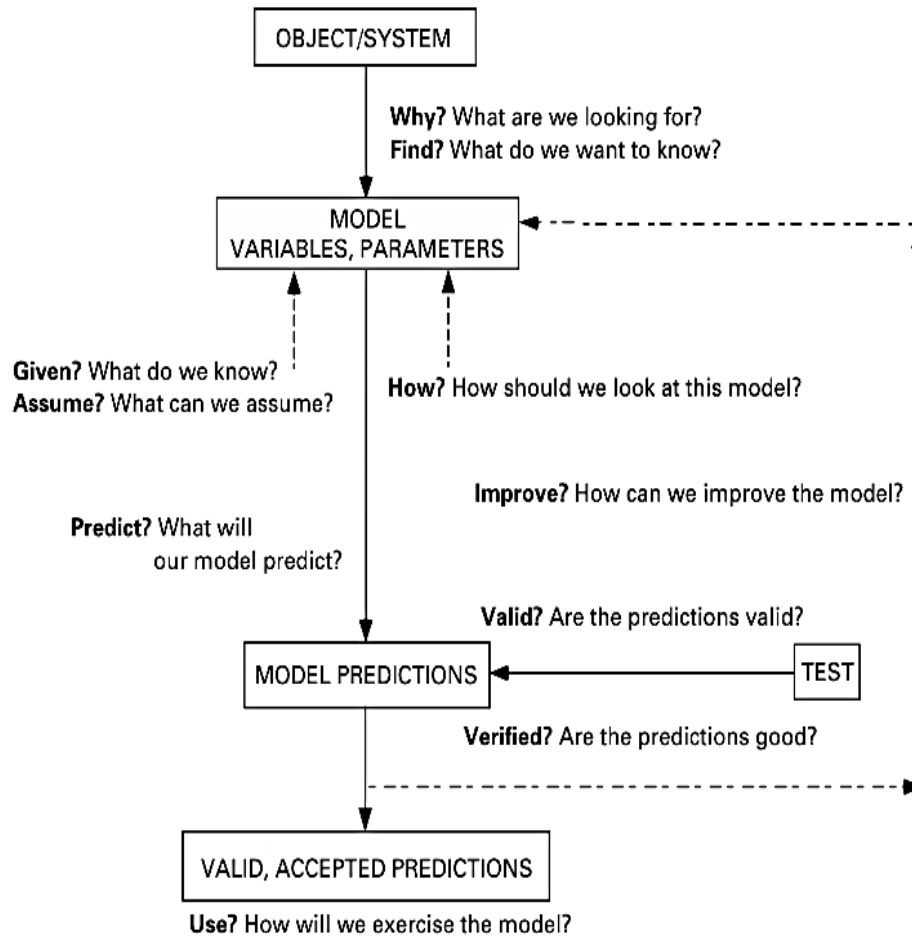 OBJECT/SYSTEM
Why? What are we looking for?
Find? What do we want to know?
MODEL
VARIABLES, PARAMETERS
Given? What do we know?
Assume? What can we assume?
How? How should we look at this model?
Improve? How can we improve the model?
Predict? What will
our model predict?
Valid? Are the predictions valid?
MODEL PREDICTIONS
TEST
Verified? Are the predictions good?
VALID, ACCEPTED PREDICTIONS
Use? How will we exercise the model?